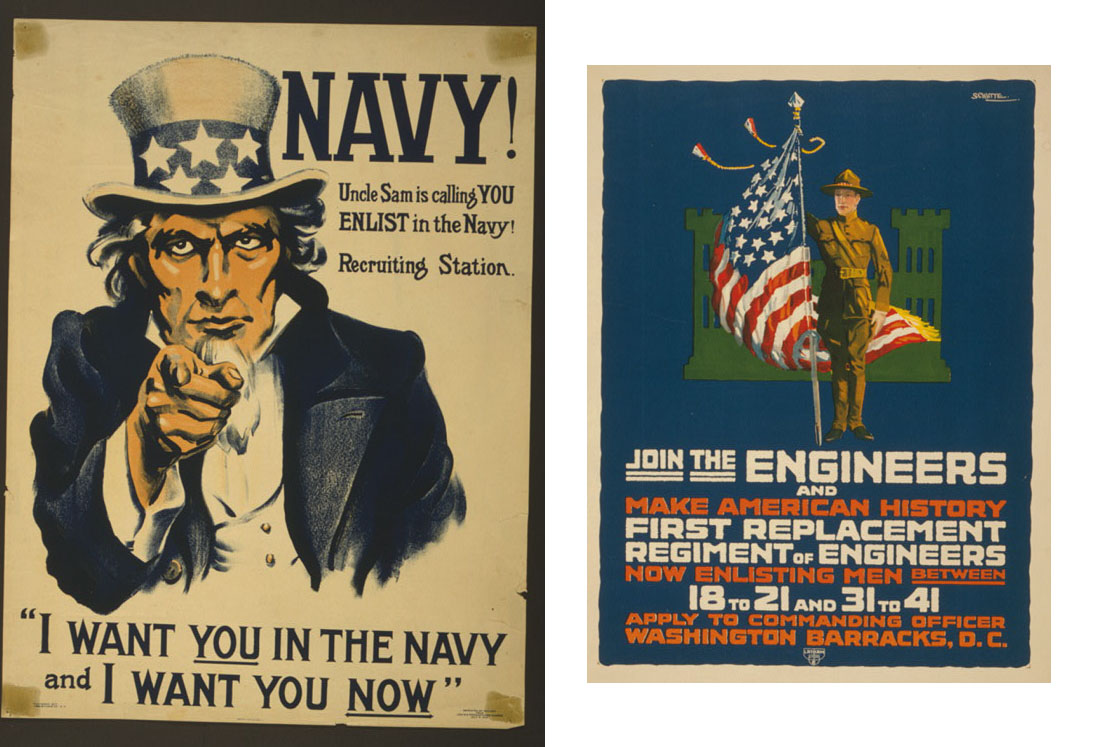 NAVY!
Uncle Sam is calling YOU
ENLIST in the Navy!
Recruiting Station.
"I WANT YOU IN THE NAVY
and I WANT YOU NOW"
SCHUTTE
JOIN THE ENGINEERS
AND
MAKE AMERICAN HISTORY
FIRST REPLACEMENT
REGIMENT OF ENGINEERS
NOW ENLISTING MEN BETWEEN
18 TO 21 AND 31 TO 41
APPLY TO COMMANDING OFFICER
WASHINGTON BARRACKS, D. C.